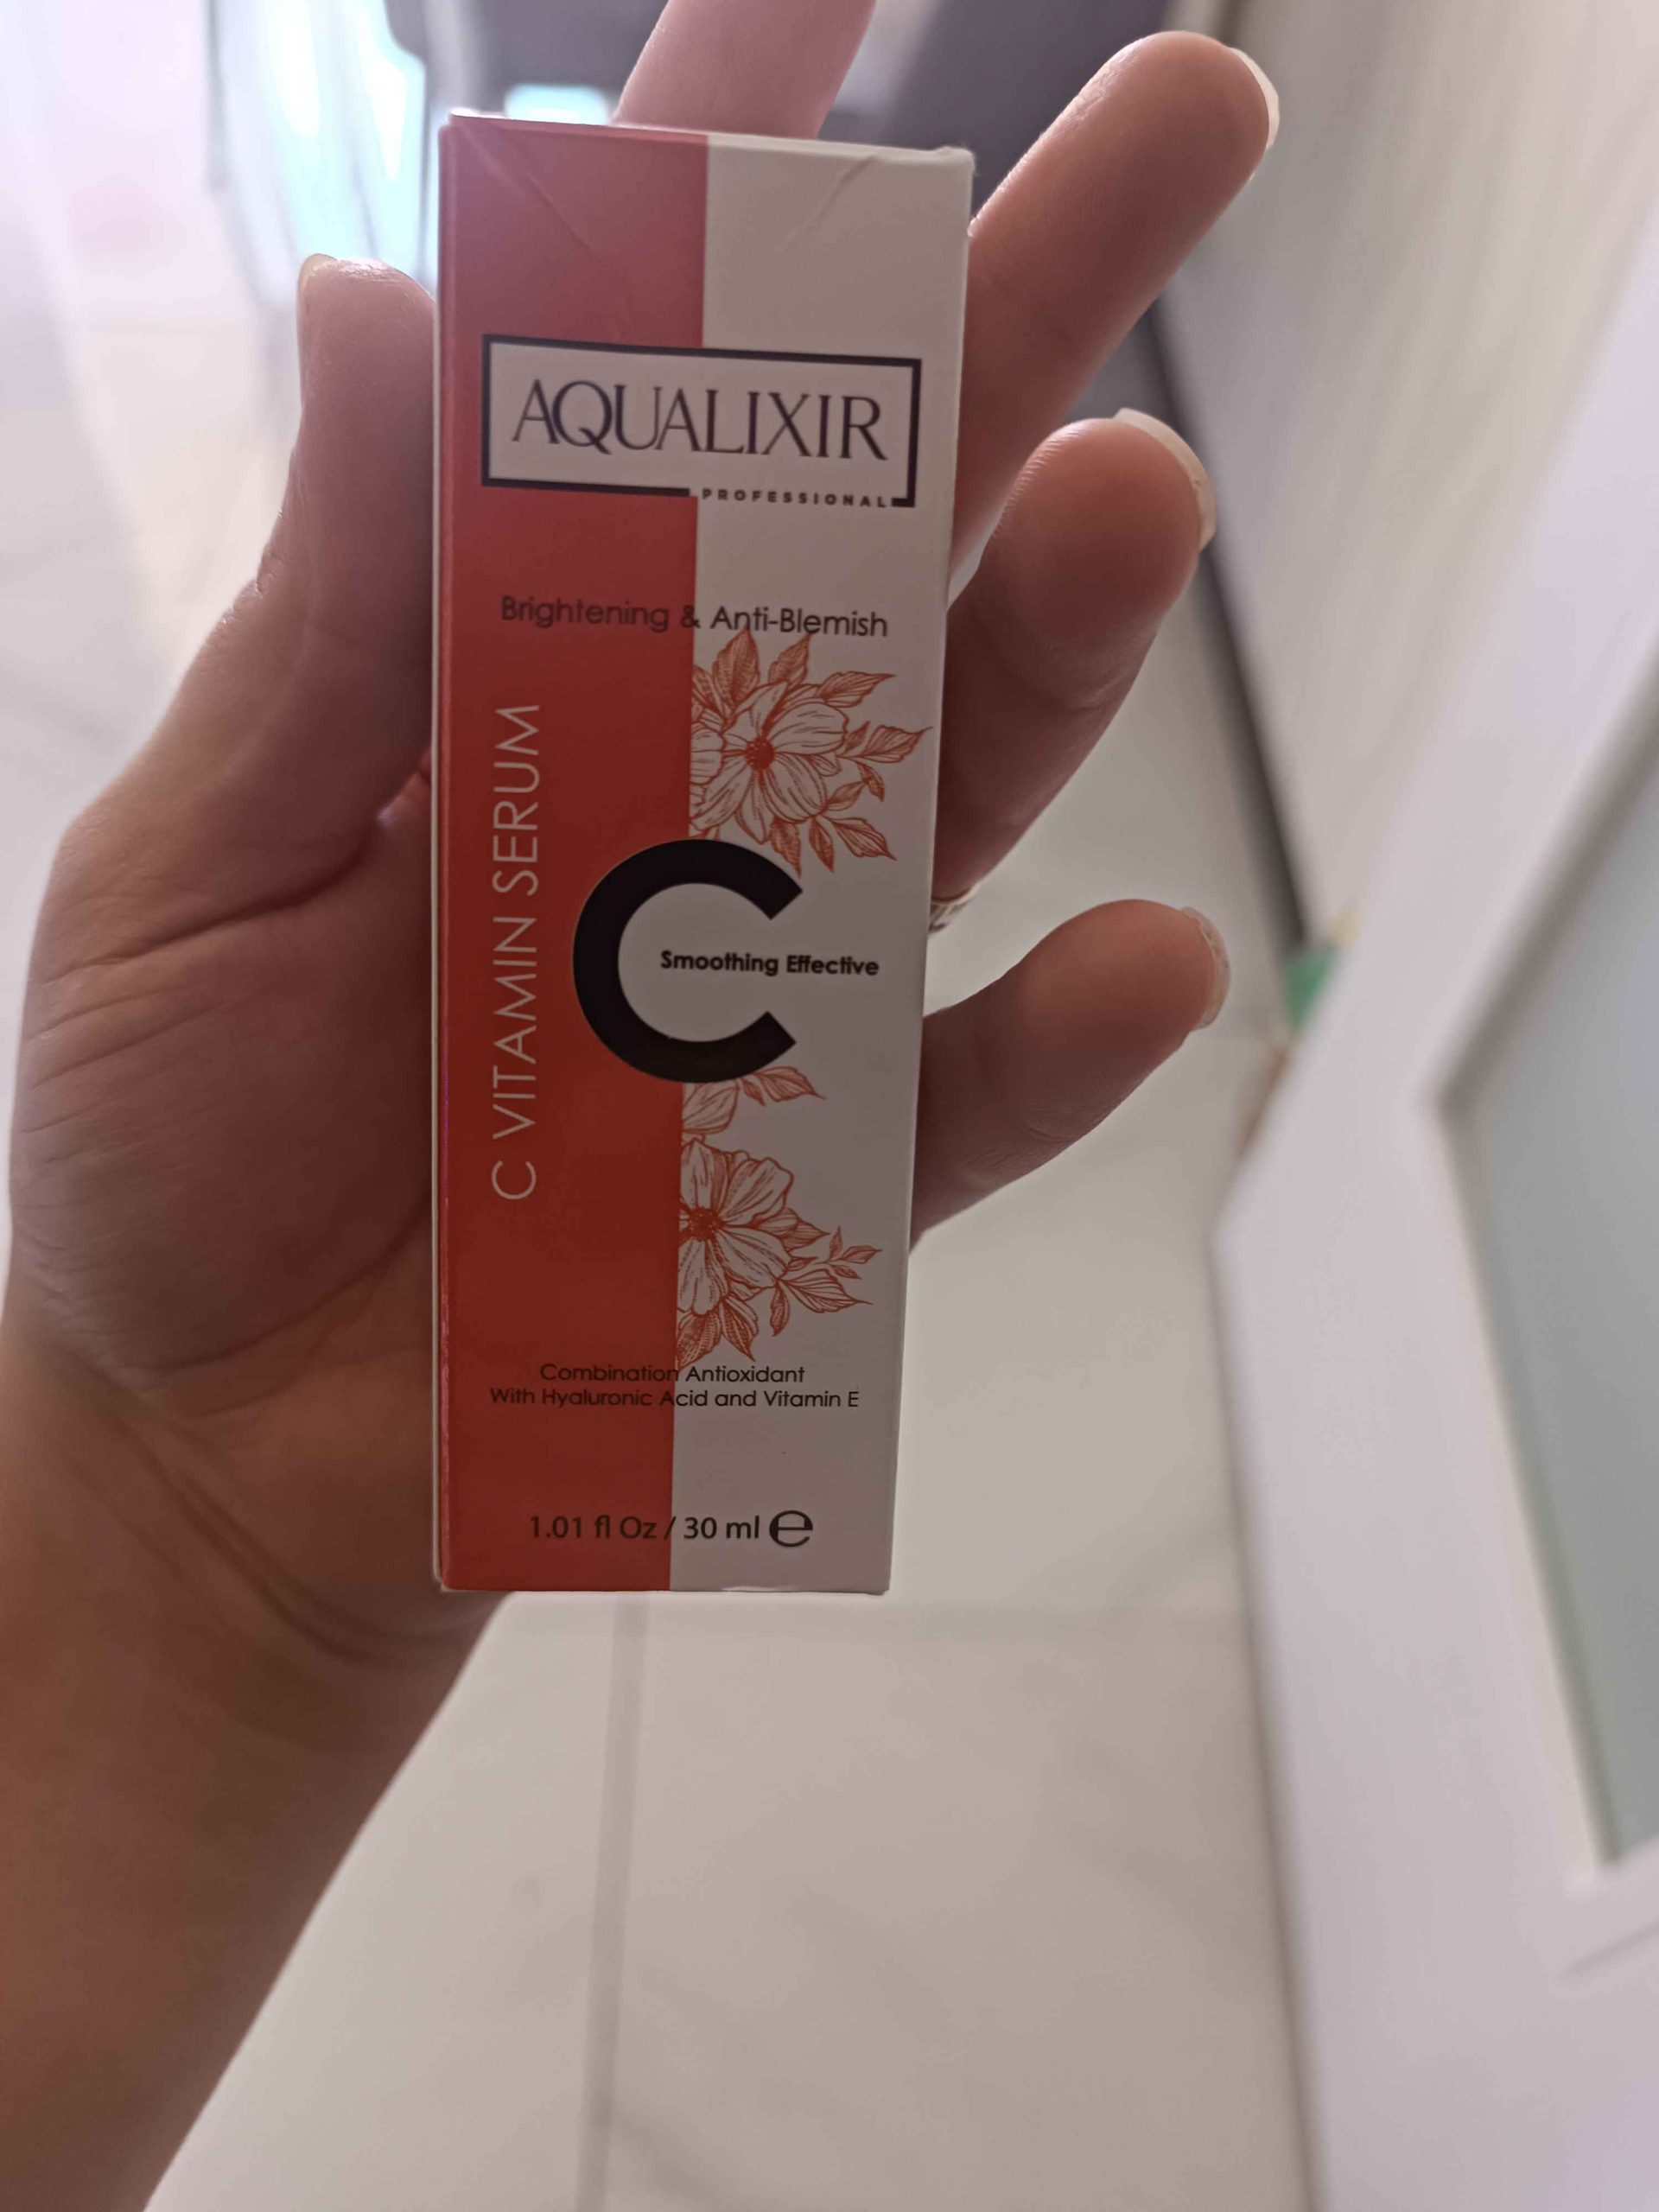 AQUALIXIR
PROFESSIONAL
Brightening & Anti-Blemish
C VITAMIN SERUM
C
Smoothing Effective
Combination Antioxidant
With Hyaluronic Acid and Vitamin E
1.01 fl Oz / 30 ml ℮